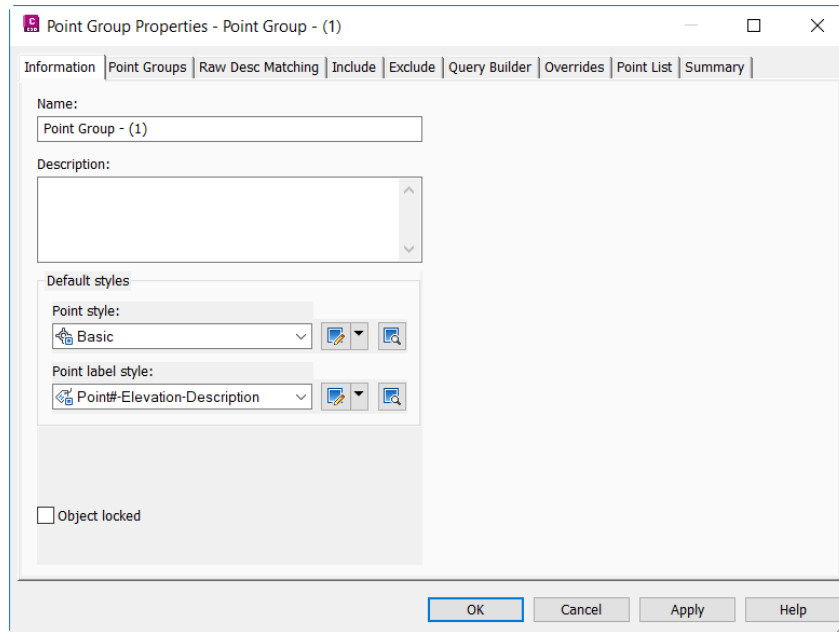 C
C3D
Point Group Properties - Point Group - (1)
Information Point Groups Raw Desc Matching Include Exclude Query Builder Overrides Point List Summary
Name:
Point Group - (1)
Description:
Default styles
Point style:
Basic
Point label style:
Point#-Elevation-Description
Object locked
OK Cancel Apply Help